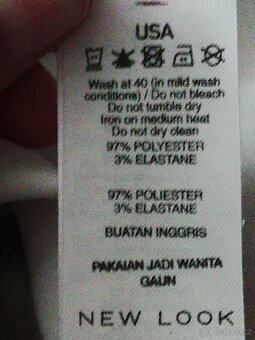 USA
Wash at 40 (in mild wash
conditions) / Do not bleach
Do not tumble dry
Iron on medium heat
Do not dry clean
97% POLYESTER
3% ELASTANE
97% POLIESTER
3% ELASTANE
BUATAN INGGRIS
PAKAIAN JADI WANITA
GAUN
NEW LOOK